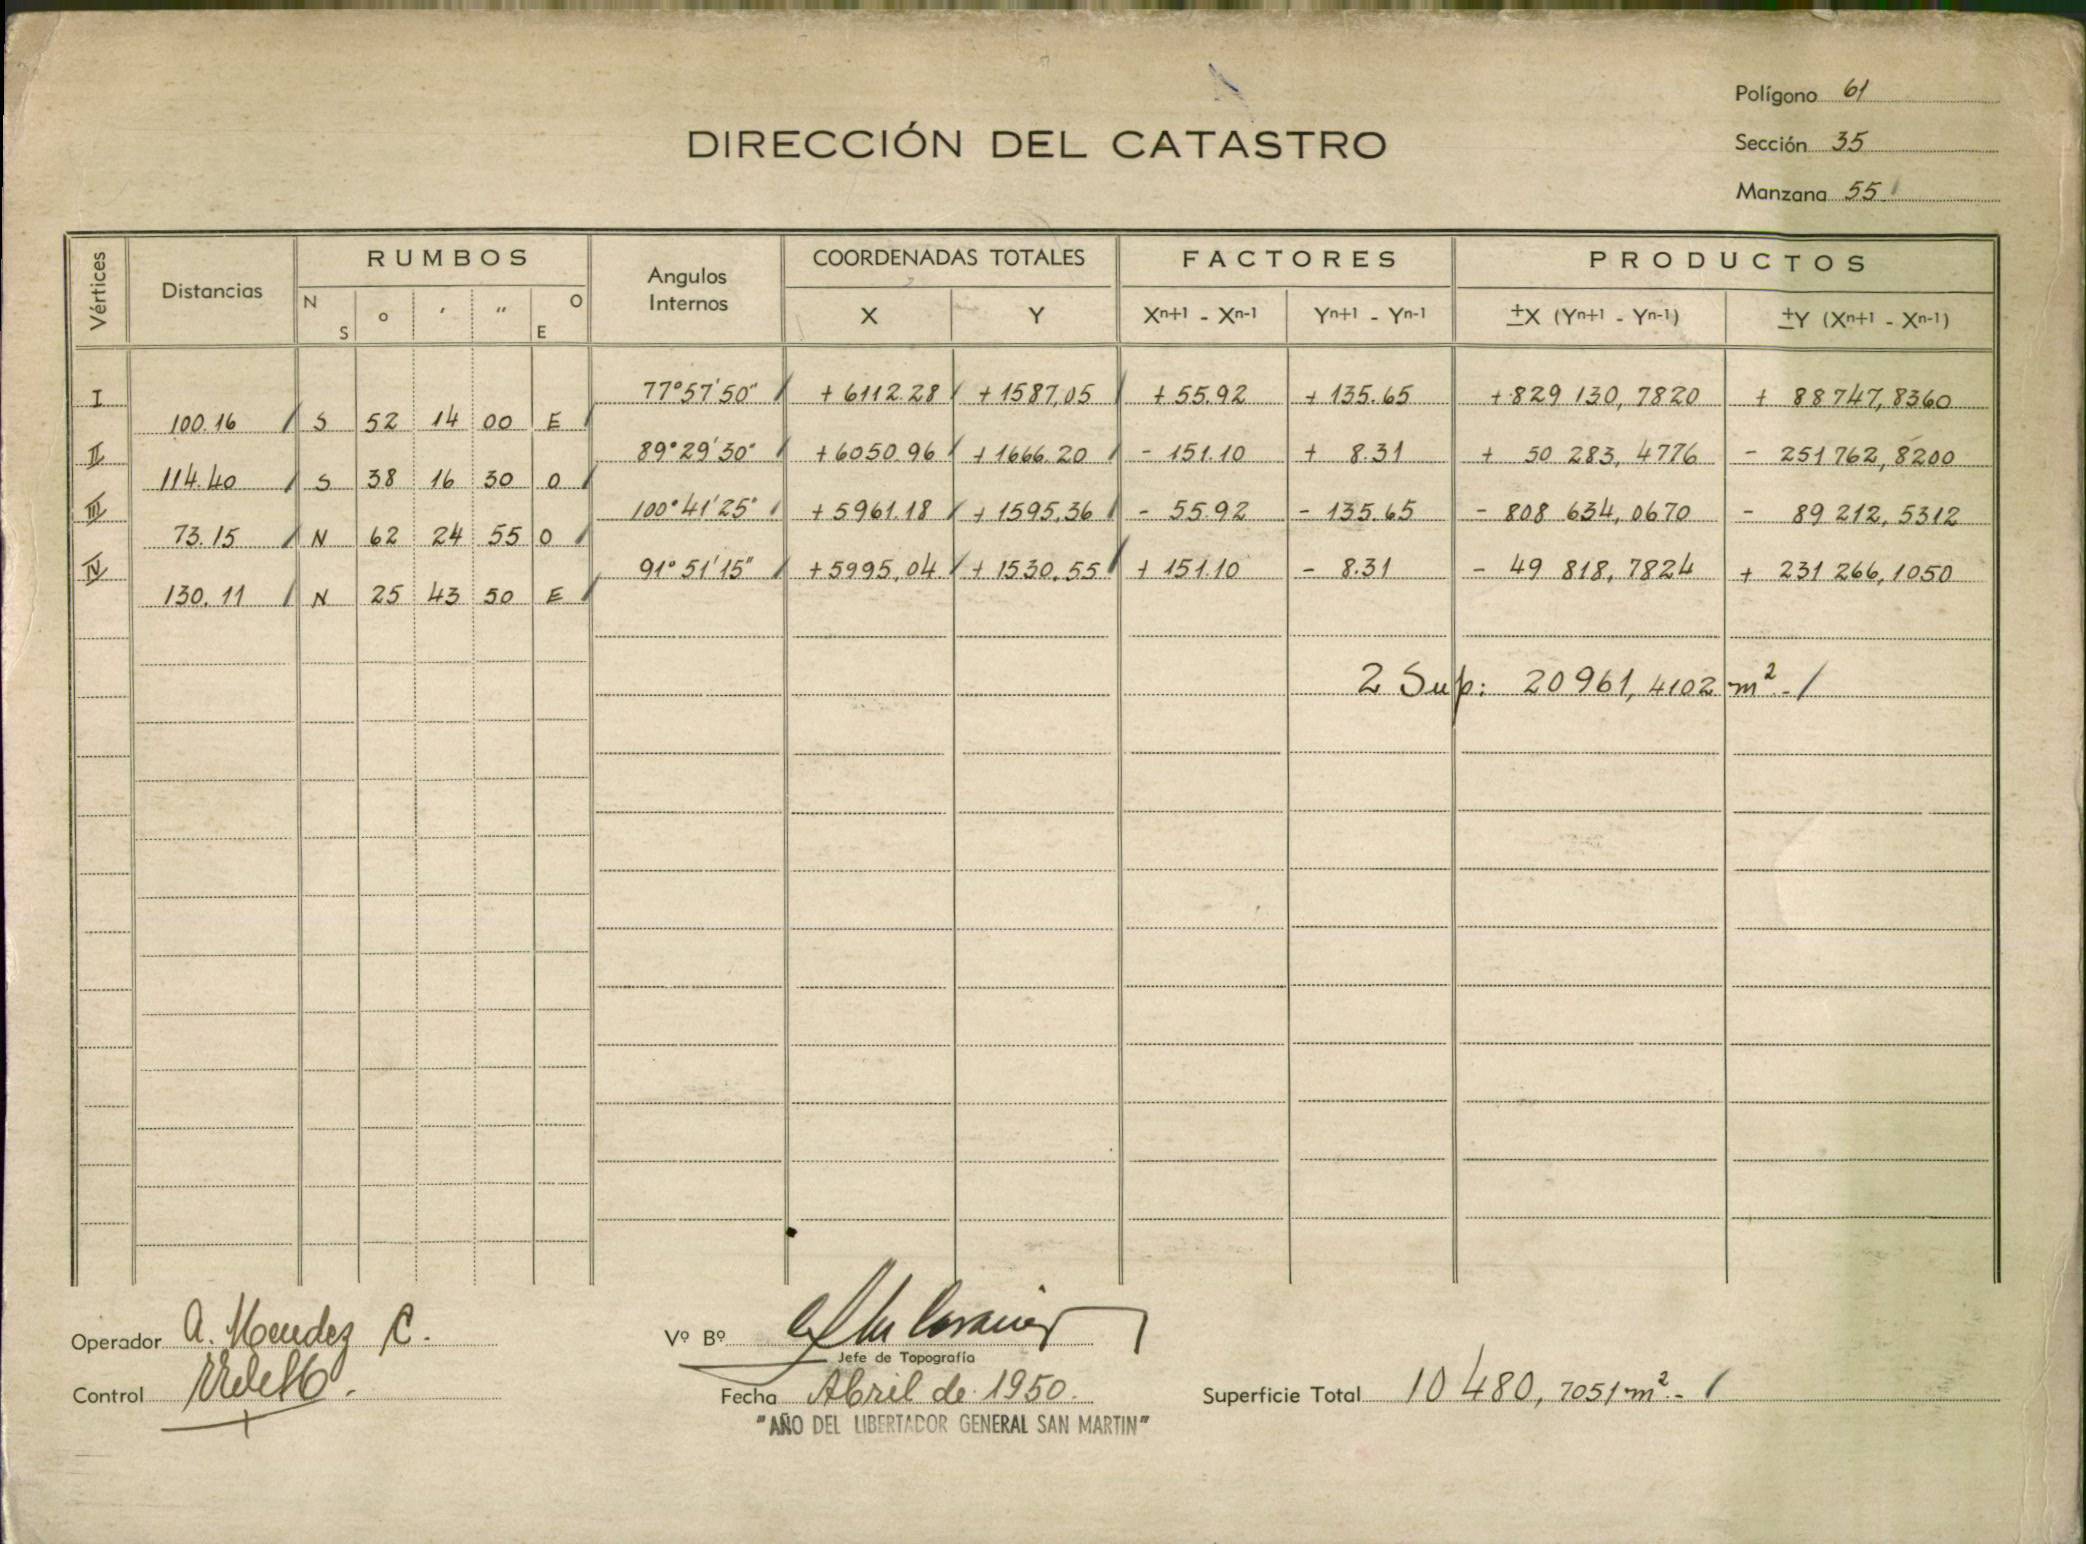 Polígono 61
DIRECCIÓN DEL CATASTRO
Sección 35
Manzana 55
Vértices Distancias RUMBOS Angulos Internos COORDENADAS TOTALES FACTORES PRODUCTOS
N S ° ' " O E X Y Xn+1 - Xn-1 Yn+1 - Yn-1 ±X (Yn+1 - Yn-1) ±Y (Xn+1 - Xn-1)
I 77°57'50" + 6112.28 + 1587,05 + 55.92 + 135.65 + 829 130,7820 + 88747,8360
100.16 S 52 14 00 E
II 89°29'30" + 6050.96 + 1666.20 - 151.10 + 8.31 + 50 283,4776 - 251762,8200
114.40 S 38 16 30 O
III 100°41'25" + 5961.18 + 1595,36 - 55.92 - 135.65 - 808 634,0670 - 89 212,5312
73.15 N 62 24 55 O
IV 91°51'15" + 5995,04 + 1530,55 + 151.10 - 8.31 - 49 818,7824 + 231 266,1050
130.11 N 25 43 50 E
2 Sup: 20961,4102 m².-
Operador A. Mendez C.
Vº Bº
Jefe de Topografía
Control
Fecha Abril de 1950.
Superficie Total 10480,7051 m².-
"AÑO DEL LIBERTADOR GENERAL SAN MARTIN"